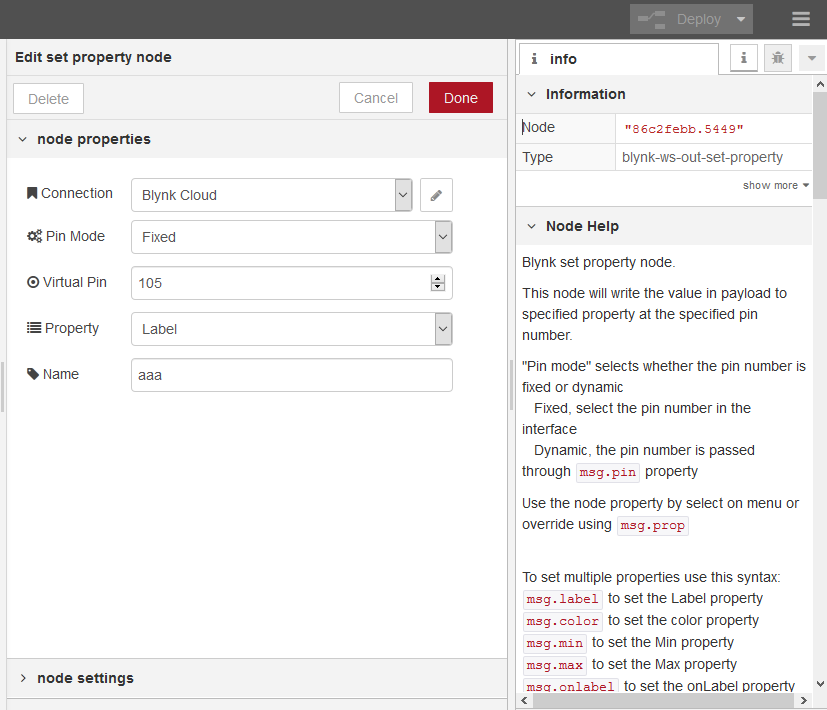 Deploy
Edit set property node
Delete
Cancel
Done
node properties
Connection
Blynk Cloud
Pin Mode
Fixed
Virtual Pin
105
Property
Label
Name
aaa
node settings
i info
i
Information
Node
"86c2febb.5449"
Type
blynk-ws-out-set-property
show more
Node Help
Blynk set property node.
This node will write the value in payload to
specified property at the specified pin
number.
"Pin mode" selects whether the pin number is
fixed or dynamic
Fixed, select the pin number in the
interface
Dynamic, the pin number is passed
through msg.pin property
Use the node property by select on menu or
override using msg.prop
To set multiple properties use this syntax:
msg.label to set the Label property
msg.color to set the color property
msg.min to set the Min property
msg.max to set the Max property
msg.onlabel to set the onLabel property